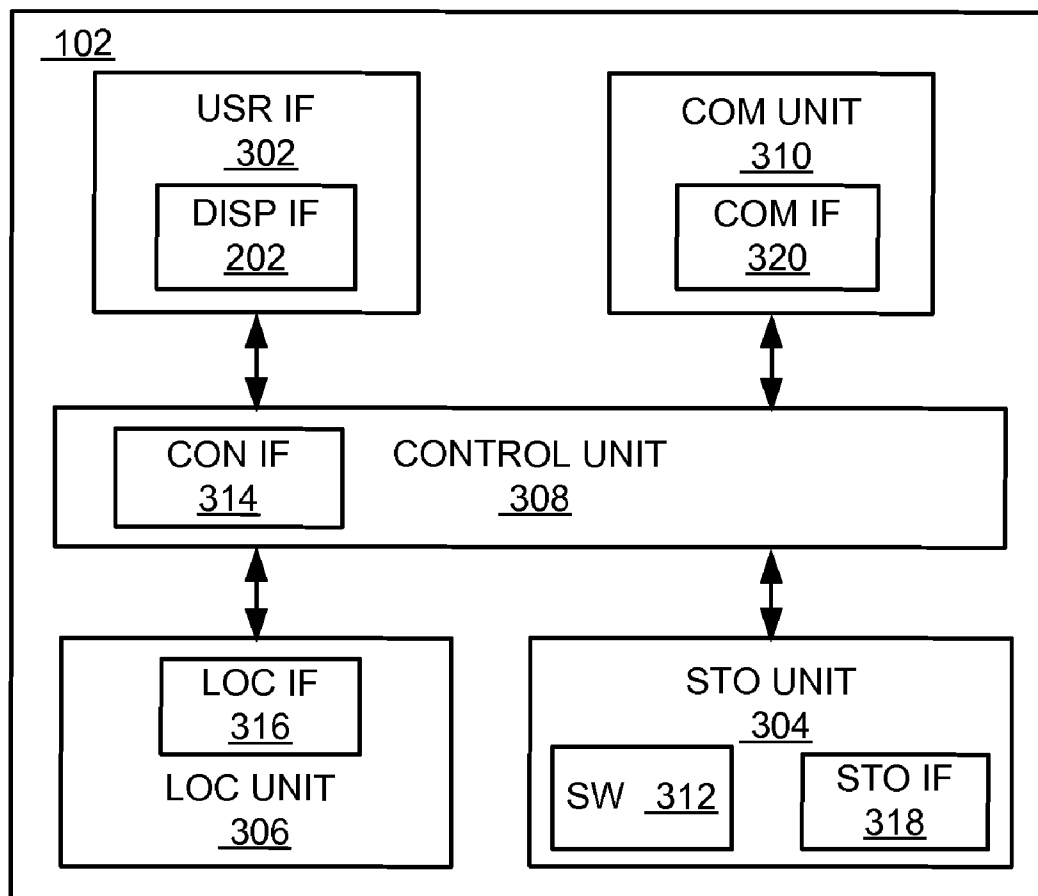 102
USR IF
302
DISP IF
202
COM UNIT
310
COM IF
320
CON IF
314
CONTROL UNIT
308
LOC IF
316
LOC UNIT
306
STO UNIT
304
SW 312
STO IF
318